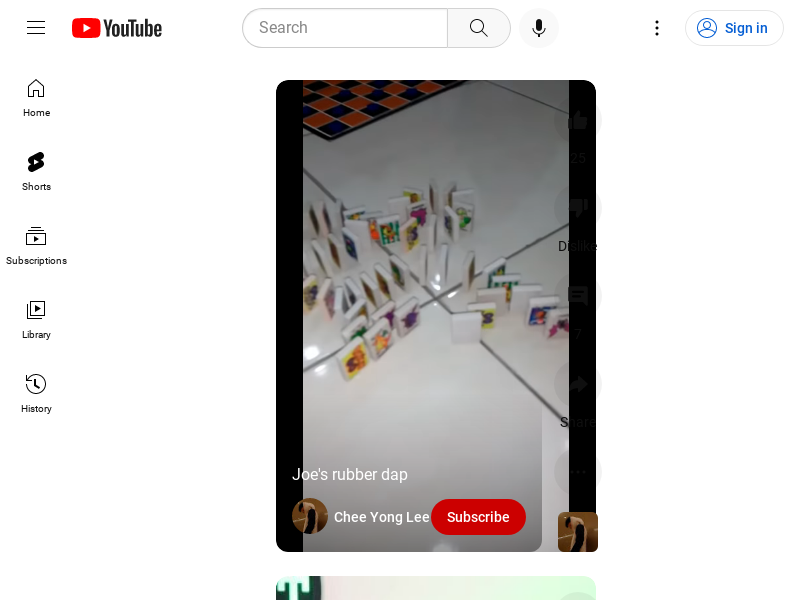 YouTube
Search
Sign in
Home
Shorts
Subscriptions
Library
History
25
Dislike
7
Share
Joe's rubber dap
Chee Yong Lee
Subscribe